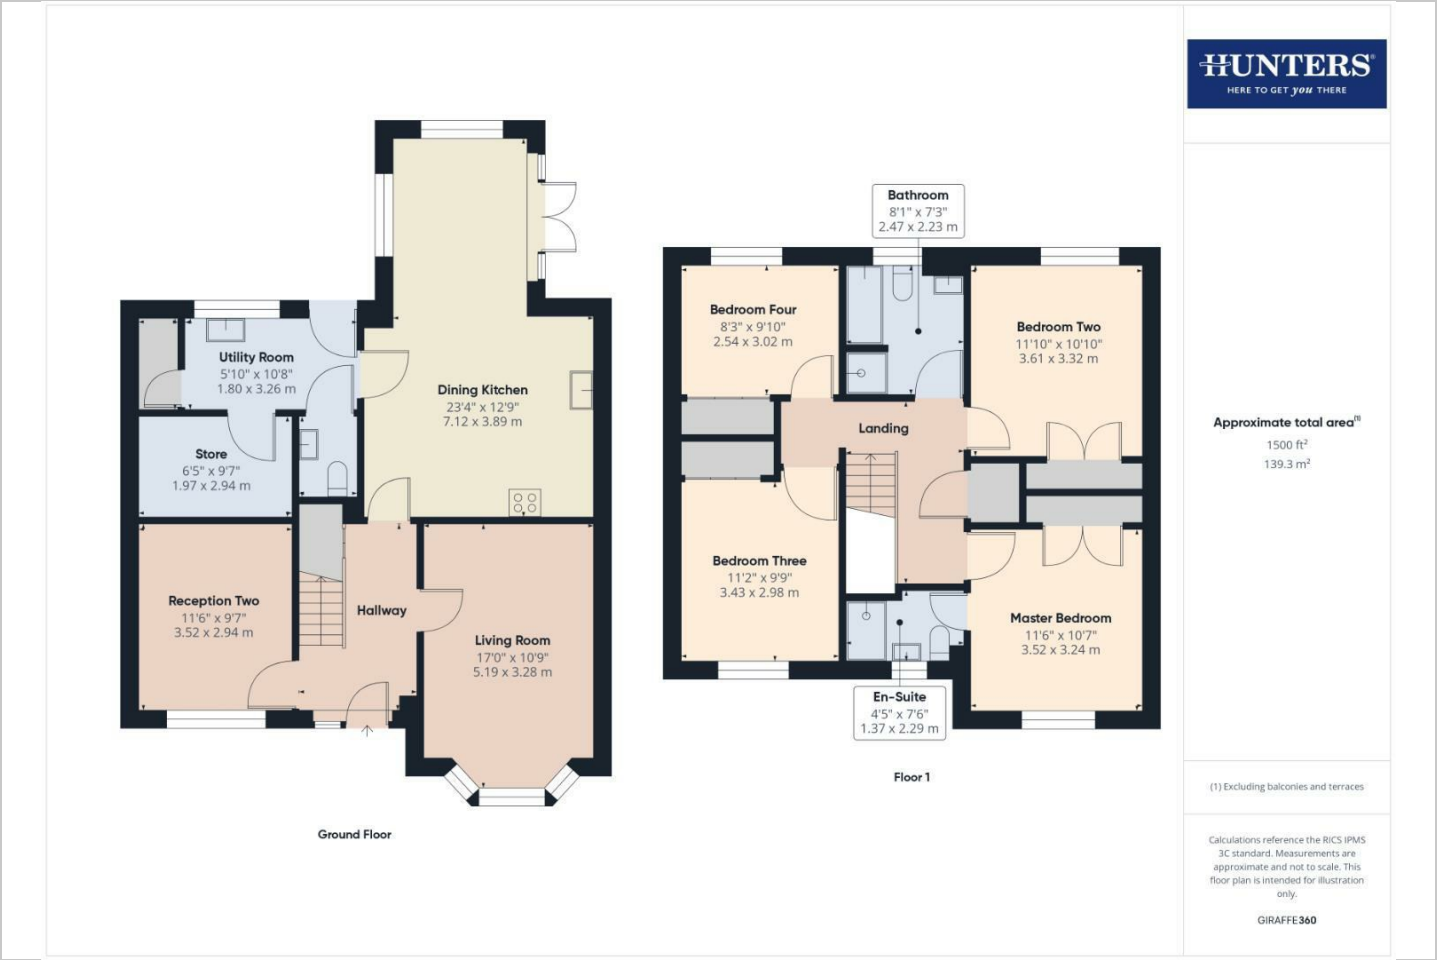 HUNTERS®
HERE TO GET you THERE
Bathroom
8'1" x 7'3"
2.47 x 2.23 m
Bedroom Four
8'3" x 9'10"
2.54 x 3.02 m
Bedroom Two
11'10" x 10'10"
3.61 x 3.32 m
Utility Room
5'10" x 10'8"
1.80 x 3.26 m
Dining Kitchen
23'4" x 12'9"
7.12 x 3.89 m
Landing
Store
6'5" x 9'7"
1.97 x 2.94 m
Bedroom Three
11'2" x 9'9"
3.43 x 2.98 m
Reception Two
11'6" x 9'7"
3.52 x 2.94 m
Hallway
Living Room
17'0" x 10'9"
5.19 x 3.28 m
Master Bedroom
11'6" x 10'7"
3.52 x 3.24 m
En-Suite
4'5" x 7'6"
1.37 x 2.29 m
Floor 1
Ground Floor
Approximate total area(1)
1500 ft²
139.3 m²
(1) Excluding balconies and terraces
Calculations reference the RICS IPMS
3C standard. Measurements are
approximate and not to scale. This
floor plan is intended for illustration
only.
GIRAFFE360